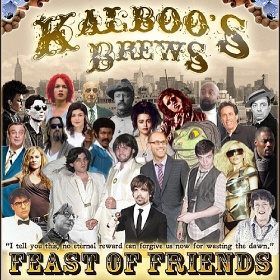 KALBOO'S
BREWS
"I tell you this, no eternal reward can forgive us now for wasting the dawn."
FEAST OF FRIENDS